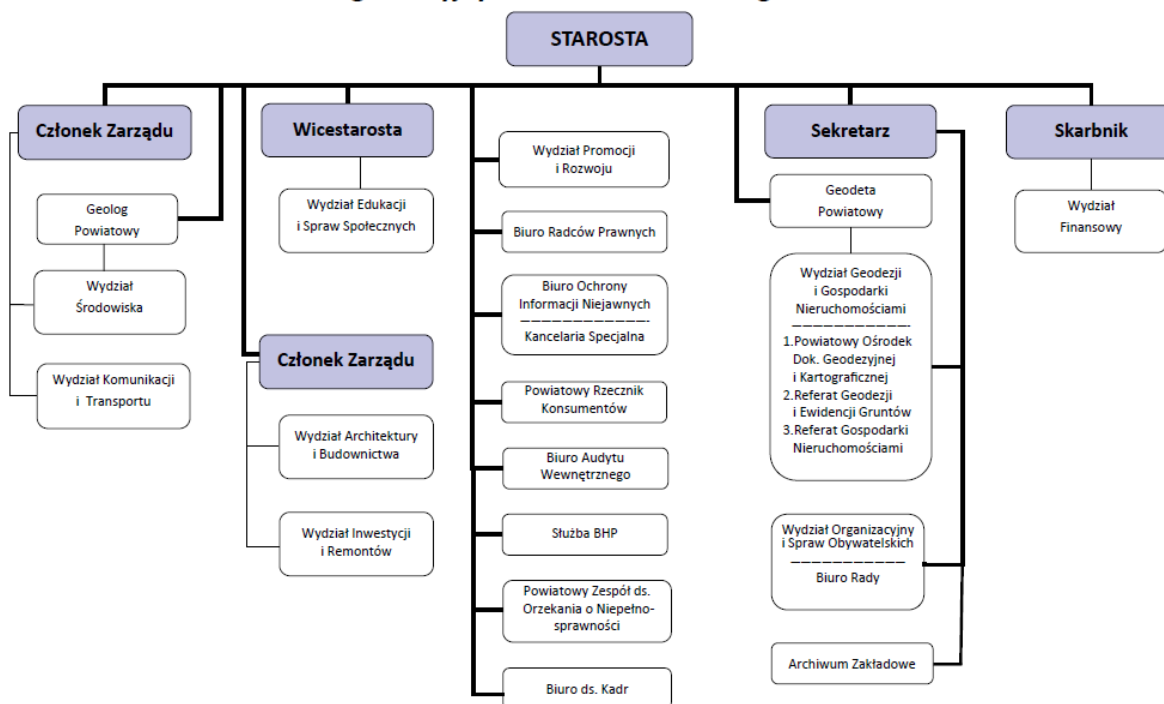 STAROSTA
Członek Zarządu
Geolog
Powiatowy
Wydział
Środowiska
Wydział Komunikacji
i Transportu
Wicestarosta
Wydział Edukacji
i Spraw Społecznych
Członek Zarządu
Wydział Architektury
i Budownictwa
Wydział Inwestycji
i Remontów
Wydział Promocji
i Rozwoju
Biuro Radców Prawnych
Biuro Ochrony
Informacji Niejawnych
Kancelaria Specjalna
Powiatowy Rzecznik
Konsumentów
Biuro Audytu
Wewnętrznego
Służba BHP
Powiatowy Zespół ds.
Orzekania o Niepełno-
sprawności
Biuro ds. Kadr
Sekretarz
Geodeta
Powiatowy
Wydział Geodezji
i Gospodarki
Nieruchomościami
1.Powiatowy Ośrodek
Dok. Geodezyjnej
i Kartograficznej
2.Referat Geodezji
i Ewidencji Gruntów
3.Referat Gospodarki
Nieruchomościami
Wydział Organizacyjny
i Spraw Obywatelskich
Biuro Rady
Archiwum Zakładowe
Skarbnik
Wydział
Finansowy